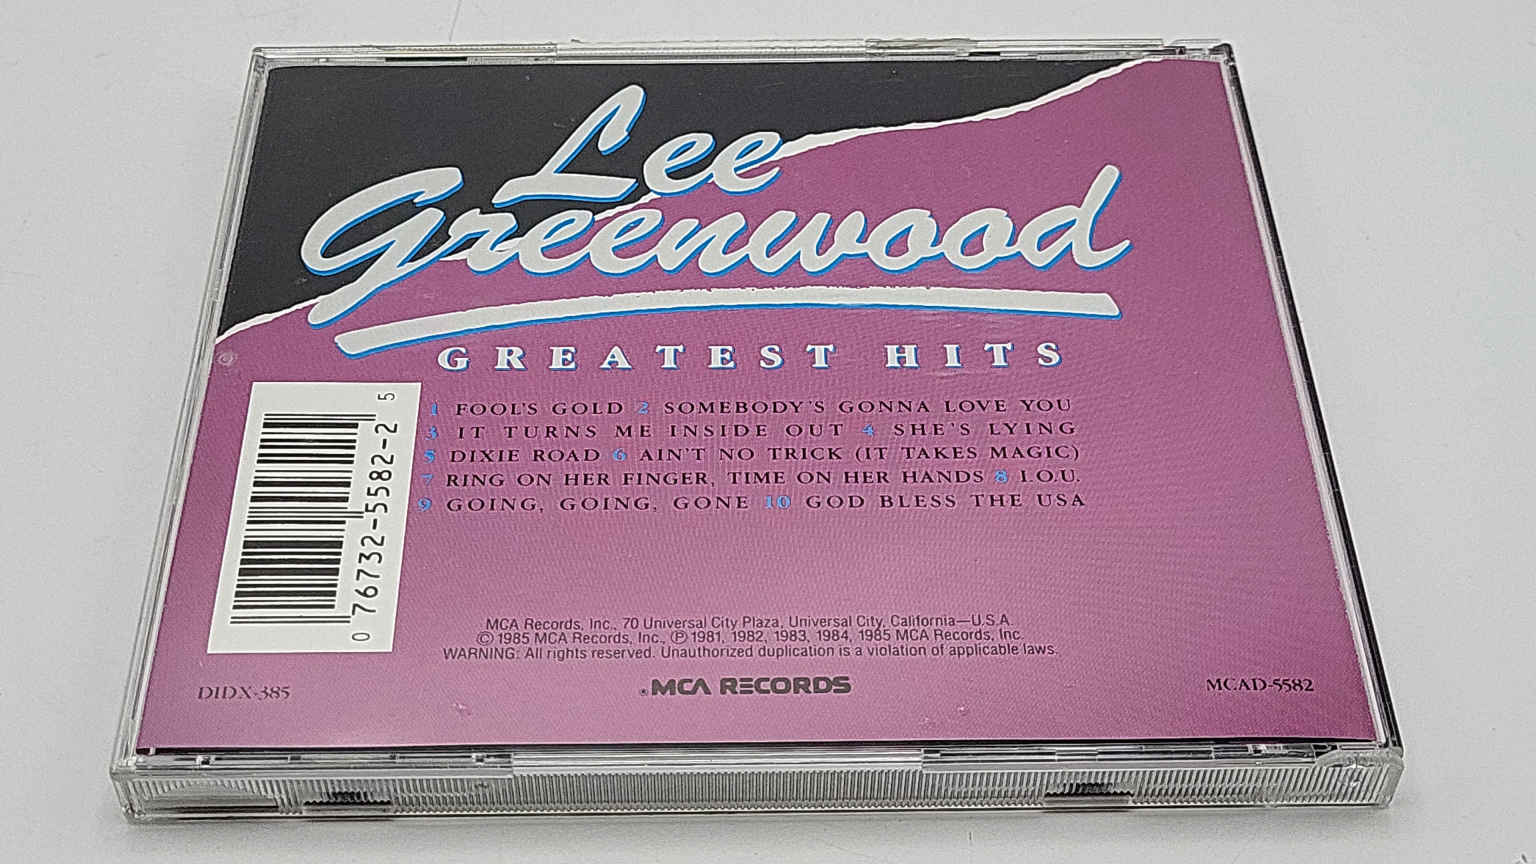 Lee
Greenwood
GREATEST HITS
1 FOOL'S GOLD 2 SOMEBODY'S GONNA LOVE YOU
3 IT TURNS ME INSIDE OUT 4 SHE'S LYING
5 DIXIE ROAD 6 AIN'T NO TRICK (IT TAKES MAGIC)
7 RING ON HER FINGER, TIME ON HER HANDS 8 I.O.U.
9 GOING, GOING, GONE 10 GOD BLESS THE USA
0 76732-5582-2 5
MCA Records, Inc., 70 Universal City Plaza, Universal City, California—U.S.A.
© 1985 MCA Records, Inc., ℗ 1981, 1982, 1983, 1984, 1985 MCA Records, Inc.
WARNING: All rights reserved. Unauthorized duplication is a violation of applicable laws.
DIDX-385
MCA RECORDS
MCAD-5582